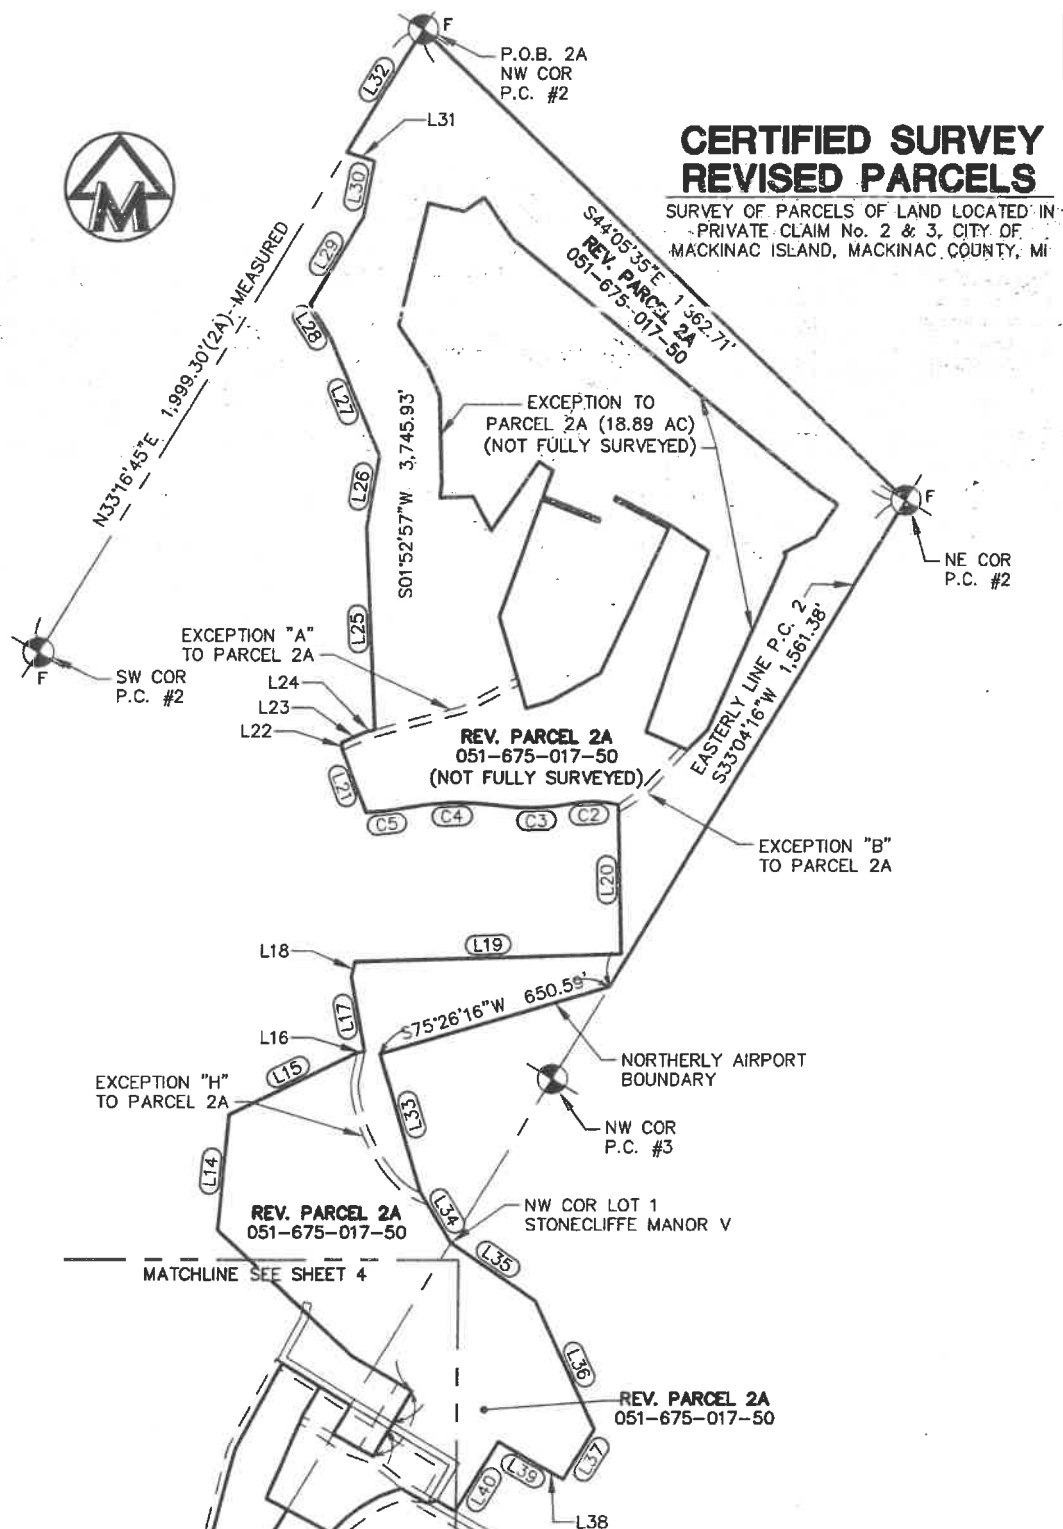 F
P.O.B. 2A
NW COR
P.C. #2
L32
L31
CERTIFIED SURVEY
REVISED PARCELS
SURVEY OF PARCELS OF LAND LOCATED IN
PRIVATE CLAIM No. 2 & 3, CITY OF
MACKINAC ISLAND, MACKINAC COUNTY, MI
M
L30
L29
L28
L27
L26
L25
N33°16'45"E 1,999.30'(2A)-MEASURED
S01°52'57"W 3,745.93'
S44°05'35"E 1,362.71'
REV. PARCEL 2A
051-675-017-50
EXCEPTION TO
PARCEL 2A (18.89 AC)
(NOT FULLY SURVEYED)
F
NE COR
P.C. #2
EASTERLY LINE P.C. 2
S33°04'16"W 1,561.38'
F
SW COR
P.C. #2
EXCEPTION "A"
TO PARCEL 2A
L24
L23
L22
L21
REV. PARCEL 2A
051-675-017-50
(NOT FULLY SURVEYED)
C5
C4
C3
C2
EXCEPTION "B"
TO PARCEL 2A
L20
L19
L18
L17
S75°26'16"W 650.59'
L16
L15
NORTHERLY AIRPORT
BOUNDARY
EXCEPTION "H"
TO PARCEL 2A
L33
NW COR
P.C. #3
L14
L34
NW COR LOT 1
STONECLIFFE MANOR V
REV. PARCEL 2A
051-675-017-50
L35
MATCHLINE SEE SHEET 4
L36
REV. PARCEL 2A
051-675-017-50
L37
L39
L40
L38